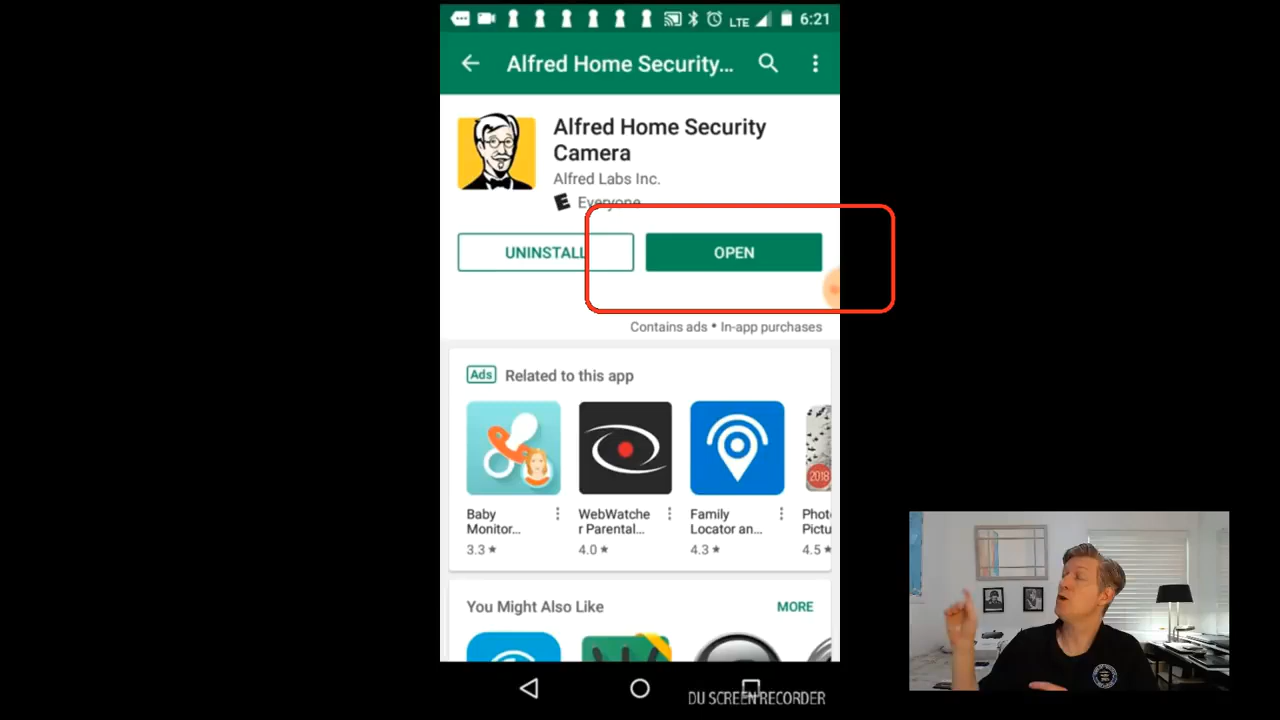 LTE 6:21
Alfred Home Security...
Alfred Home Security
Camera
Alfred Labs Inc.
E Everyone
UNINSTALL
OPEN
Contains ads • In-app purchases
Ads Related to this app
Baby
Monitor...
3.3 ★
WebWatche
r Parental...
4.0 ★
Family
Locator an...
4.3 ★
2018
Phot
Pictu
4.5 ★
You Might Also Like
MORE
DU SCREEN RECORDER